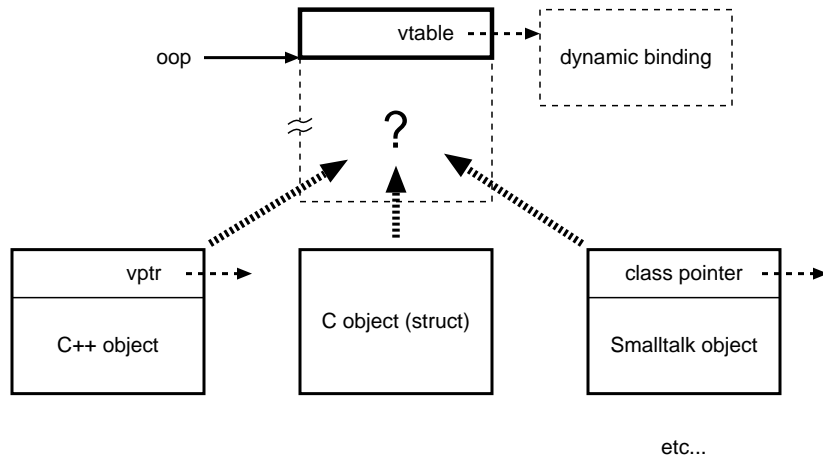 vtable
dynamic binding
oop
?
vptr
C++ object
C object (struct)
class pointer
Smalltalk object
etc...